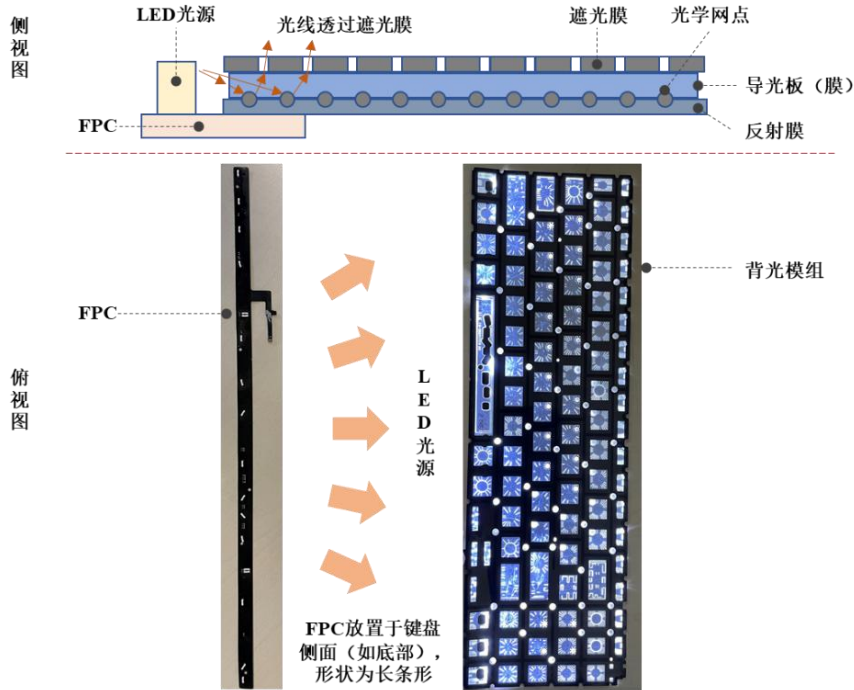 侧视图
LED光源
光线透过遮光膜
遮光膜
光学网点
导光板（膜）
反射膜
FPC
俯视图
FPC
LED光源
背光模组
FPC放置于键盘
侧面（如底部），
形状为长条形